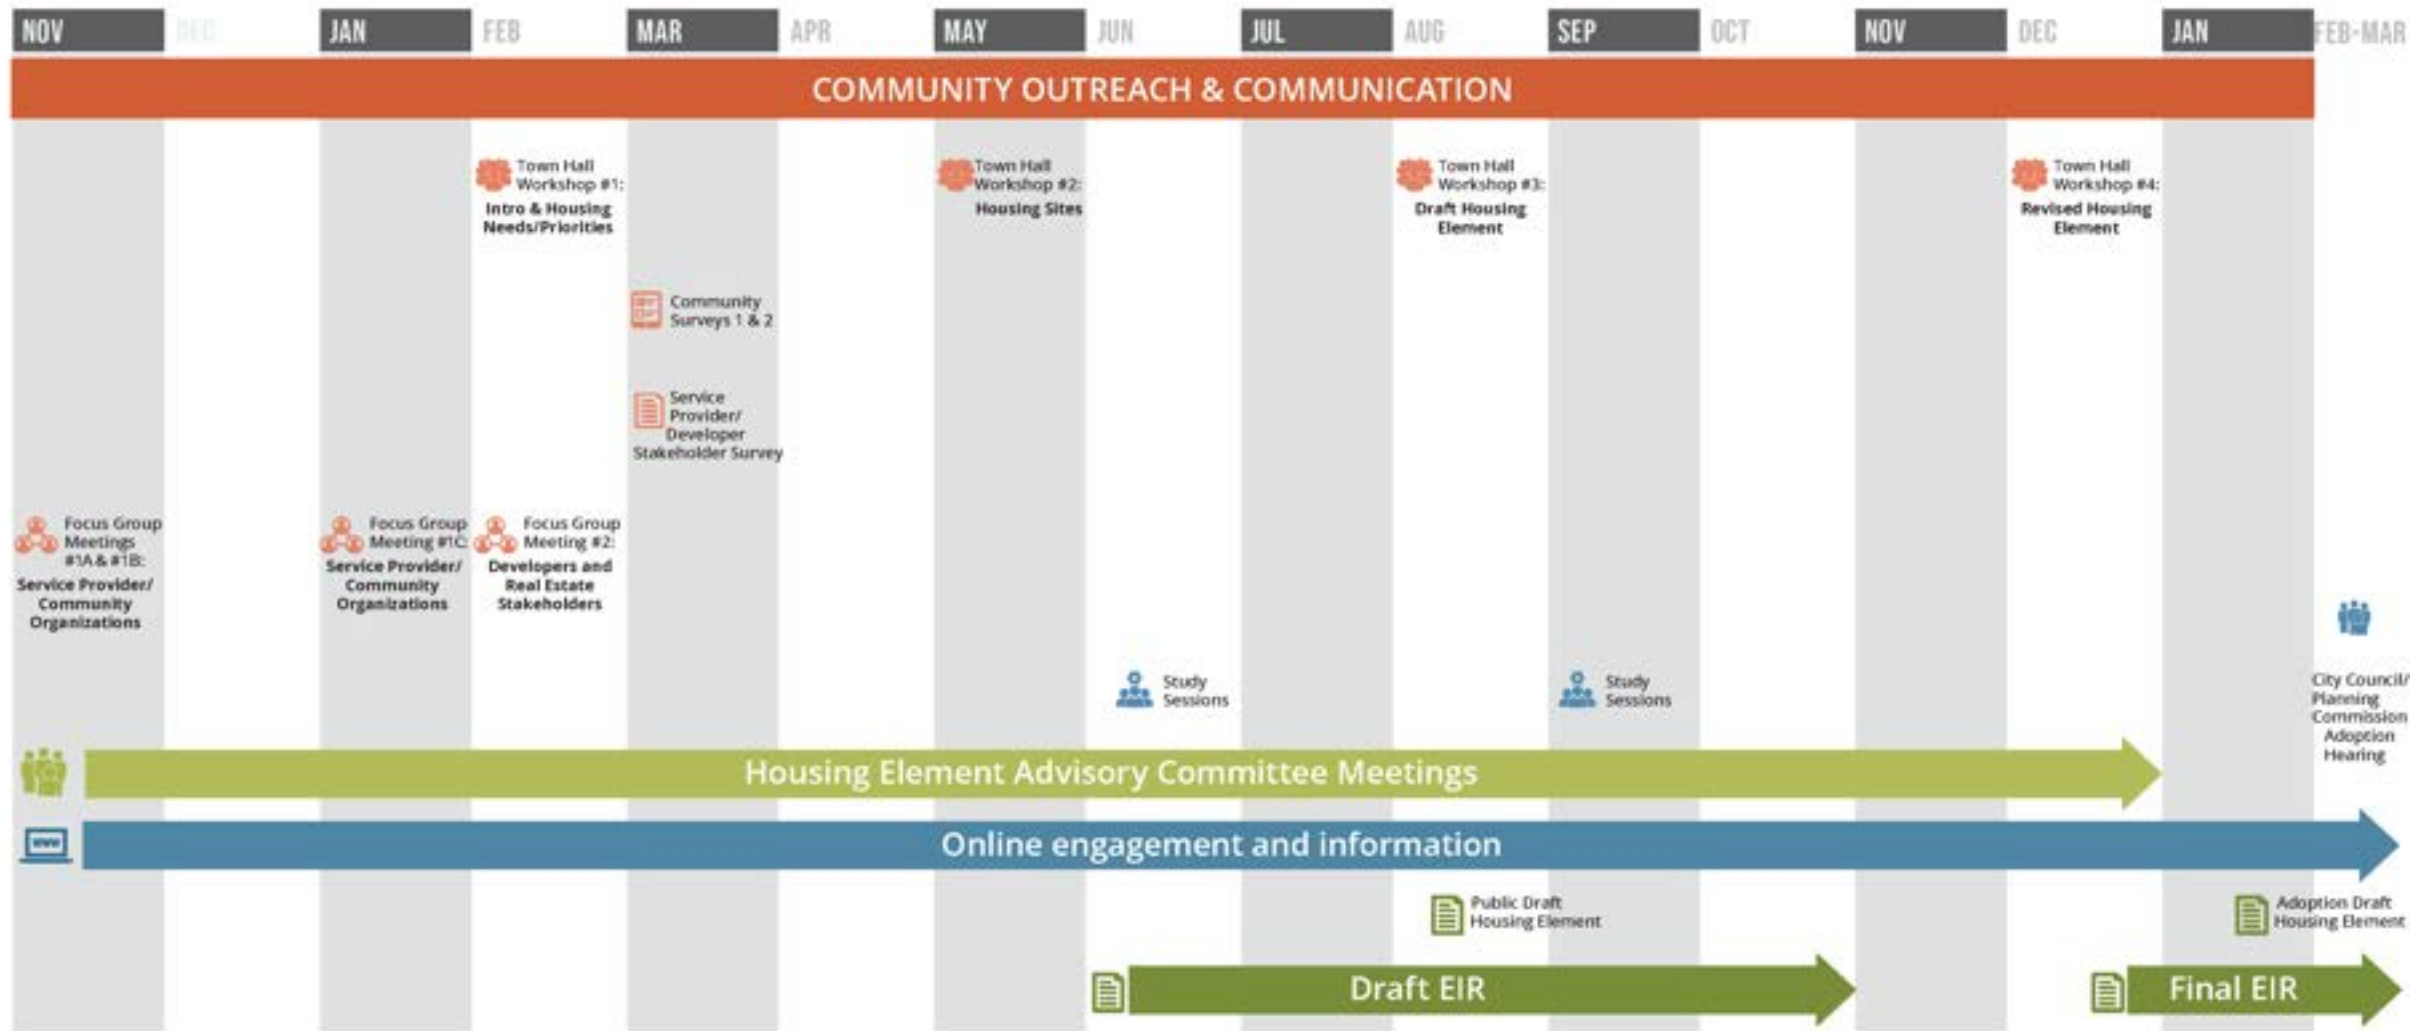 NOV DEC JAN FEB MAR APR MAY JUN JUL AUG SEP OCT NOV DEC JAN FEB-MAR
COMMUNITY OUTREACH & COMMUNICATION
Town Hall
Workshop #1:
Intro & Housing
Needs/Priorities
Town Hall
Workshop #2:
Housing Sites
Town Hall
Workshop #3:
Draft Housing
Element
Town Hall
Workshop #4:
Revised Housing
Element
Community
Surveys 1 & 2
Service
Provider/
Developer
Stakeholder Survey
Focus Group
Meetings
#1A & #1B:
Service Provider/
Community
Organizations
Focus Group
Meeting #1C:
Service Provider/
Community
Organizations
Focus Group
Meeting #2:
Developers and
Real Estate
Stakeholders
Study
Sessions
Study
Sessions
City Council/
Planning
Commission
Adoption
Hearing
Housing Element Advisory Committee Meetings
www
Online engagement and information
Public Draft
Housing Element
Adoption Draft
Housing Element
Draft EIR
Final EIR